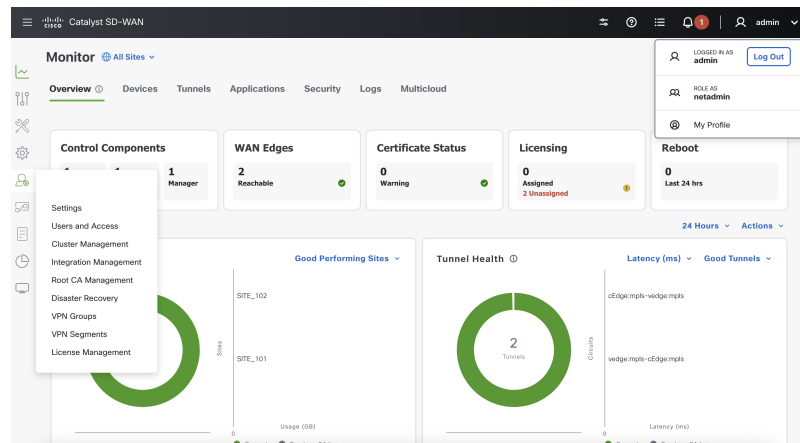 CISCO Catalyst SD-WAN
1
admin
LOGGED IN AS
admin
Log Out
ROLE AS
netadmin
My Profile
Monitor
All Sites
Overview
Devices
Tunnels
Applications
Security
Logs
Multicloud
Control Components
1
Manager
WAN Edges
2
Reachable
Certificate Status
0
Warning
Licensing
0
Assigned
2 Unassigned
Reboot
0
Last 24 hrs
Settings
Users and Access
Cluster Management
Integration Management
Root CA Management
Disaster Recovery
VPN Groups
VPN Segments
License Management
24 Hours
Actions
Good Performing Sites
Sites
SITE_102
SITE_101
0
Usage (GB)
Tunnel Health
Latency (ms)
Good Tunnels
2
Tunnels
Circuits
cEdge:mpls-vedge:mpls
vedge:mpls-cEdge:mpls
0
Latency (ms)